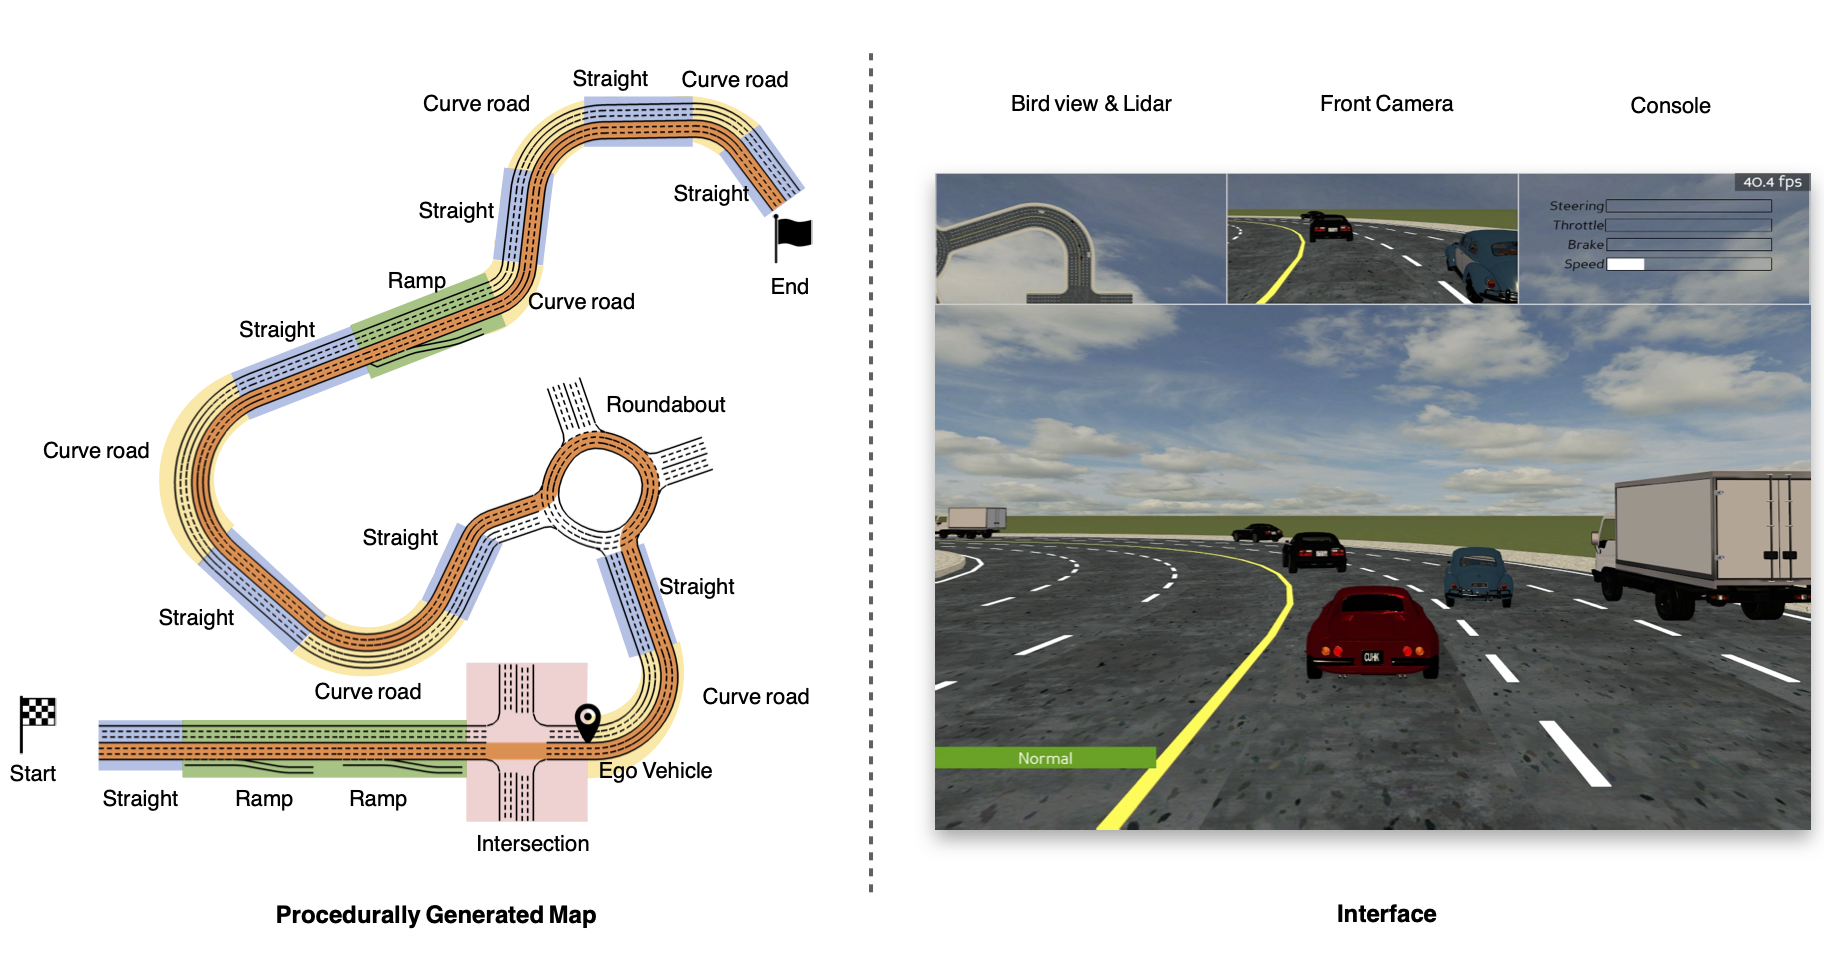 Straight
Curve road
Curve road
Straight
Straight
End
Ramp
Curve road
Straight
Roundabout
Curve road
Straight
Straight
Straight
Curve road
Curve road
Start
Ego Vehicle
Straight
Ramp
Ramp
Intersection
Procedurally Generated Map
Bird view & Lidar
Front Camera
Console
40.4 fps
Steering
Throttle
Brake
Speed
CUHK
Normal
Interface